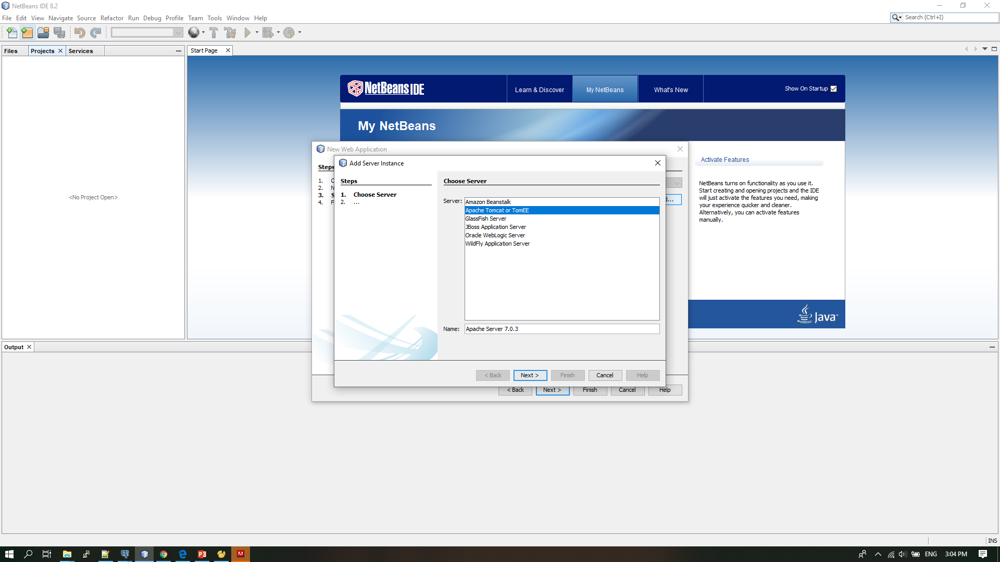 NetBeans IDE 8.2
File Edit View Navigate Source Refactor Run Debug Profile Team Tools Window Help
Search (Ctrl+I)
Files Projects Services
Start Page
<No Project Open>
NetBeans IDE
Learn & Discover
My NetBeans
What's New
Show On Startup
My NetBeans
Activate Features
NetBeans turns on functionality as you use it.
Start creating and opening projects and the IDE
will just activate the features you need, making
your experience quicker and cleaner.
Alternatively, you can activate features
manually.
Java™
New Web Application
Steps
1.
2.
3.
4.
Add Server Instance
Steps
1. Choose Server
2. ...
Choose Server
Server:
Amazon Beanstalk
Apache Tomcat or TomEE
GlassFish Server
JBoss Application Server
Oracle WebLogic Server
WildFly Application Server
Name: Apache Server 7.0.3
< Back Next > Finish Cancel Help
< Back Next > Finish Cancel Help
Output
INS
ENG 3:04 PM